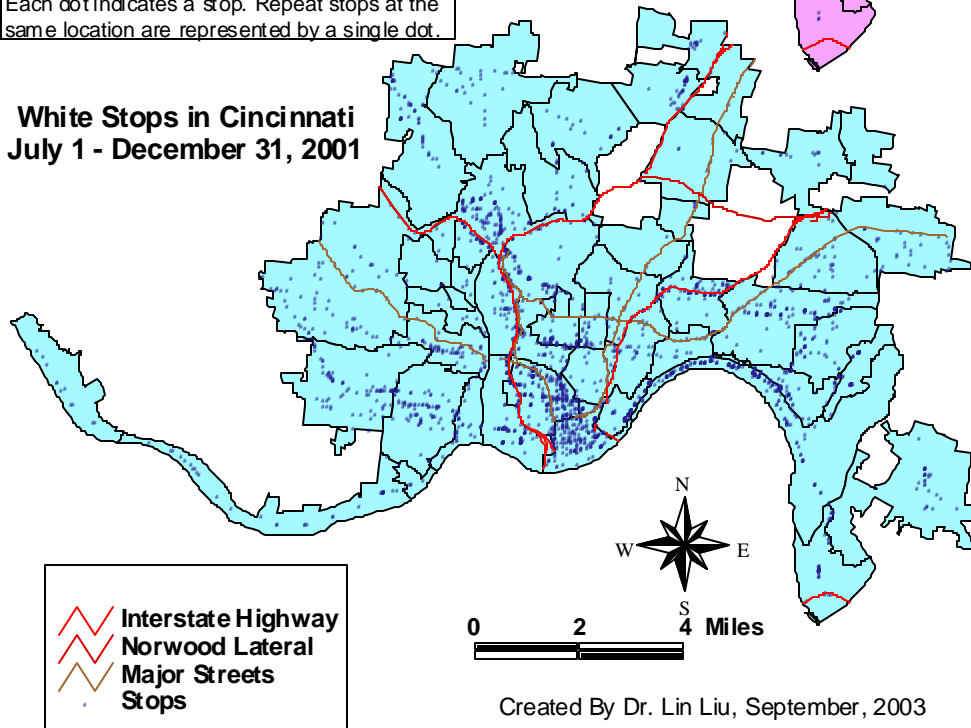 Each dot indicates a stop. Repeat stops at the
same location are represented by a single dot.
White Stops in Cincinnati
July 1 - December 31, 2001
N
W
E
S
0 2 4 Miles
Interstate Highway
Norwood Lateral
Major Streets
Stops
Created By Dr. Lin Liu, September, 2003